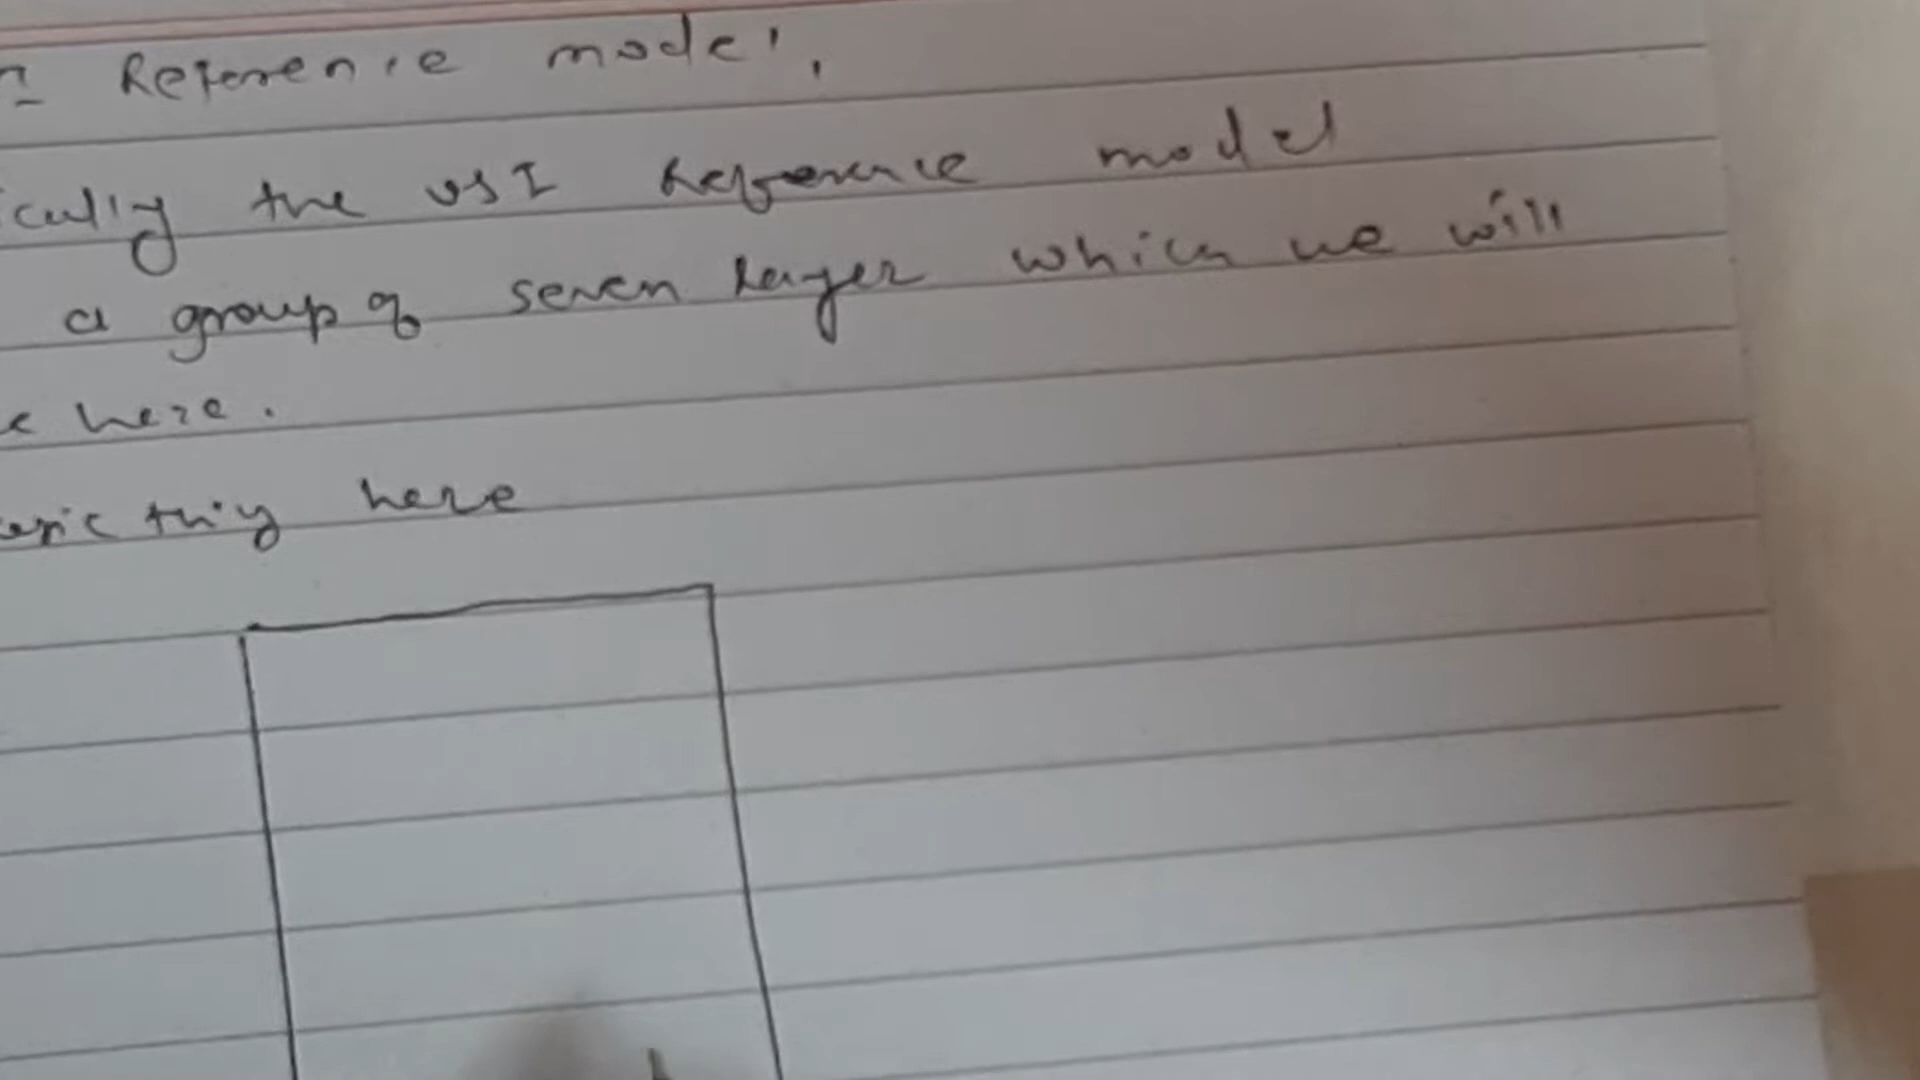 Reference model,
the OSI Reference model
a group of seven layer which we will
here.
thing here